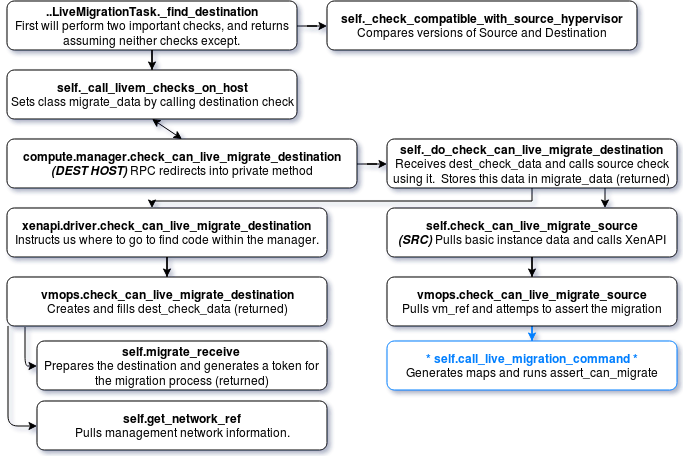 ..LiveMigrationTask._find_destination
First will perform two important checks, and returns
assuming neither checks except.
self._check_compatible_with_source_hypervisor
Compares versions of Source and Destination
self._call_livem_checks_on_host
Sets class migrate_data by calling destination check
compute.manager.check_can_live_migrate_destination
(DEST HOST) RPC redirects into private method
self._do_check_can_live_migrate_destination
Receives dest_check_data and calls source check
using it. Stores this data in migrate_data (returned)
xenapi.driver.check_can_live_migrate_destination
Instructs us where to go to find code within the manager.
self.check_can_live_migrate_source
(SRC) Pulls basic instance data and calls XenAPI
vmops.check_can_live_migrate_destination
Creates and fills dest_check_data (returned)
vmops.check_can_live_migrate_source
Pulls vm_ref and attemps to assert the migration
self.migrate_receive
Prepares the destination and generates a token for
the migration process (returned)
* self.call_live_migration_command *
Generates maps and runs assert_can_migrate
self.get_network_ref
Pulls management network information.